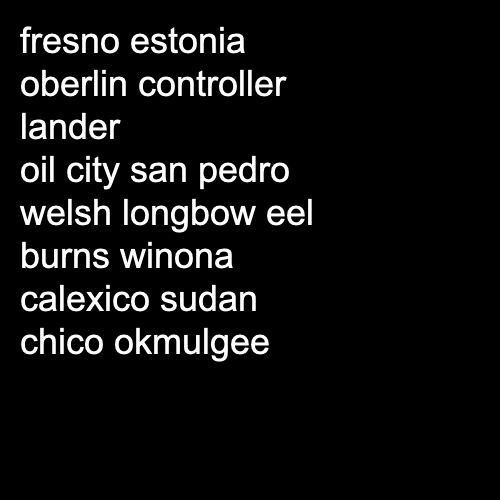 fresno estonia
oberlin controller
lander
oil city san pedro
welsh longbow eel
burns winona
calexico sudan
chico okmulgee